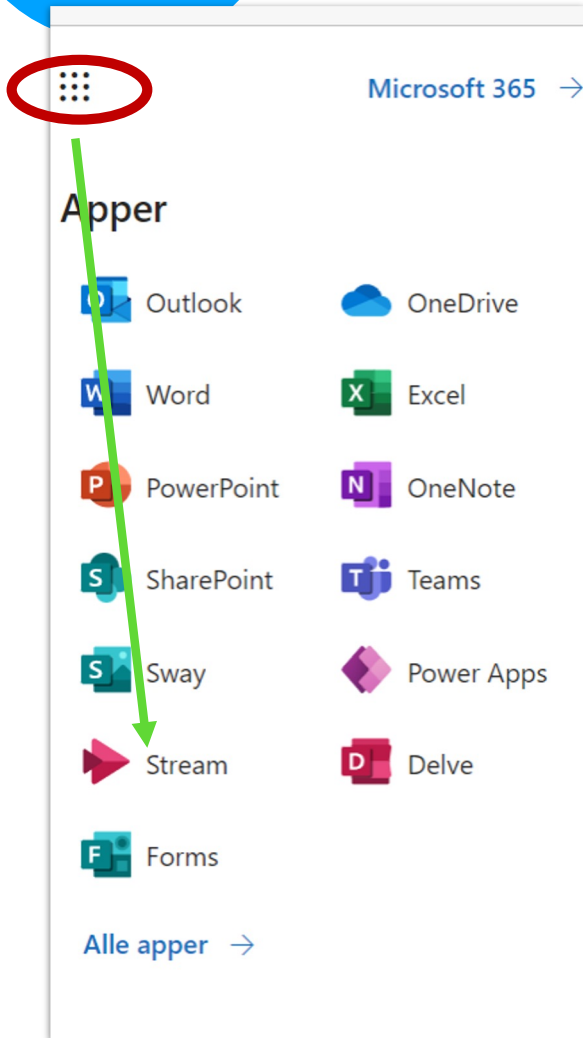 Microsoft 365 →
Apper
Outlook OneDrive
Word Excel
PowerPoint OneNote
SharePoint Teams
Sway Power Apps
Stream Delve
Forms
Alle apper →